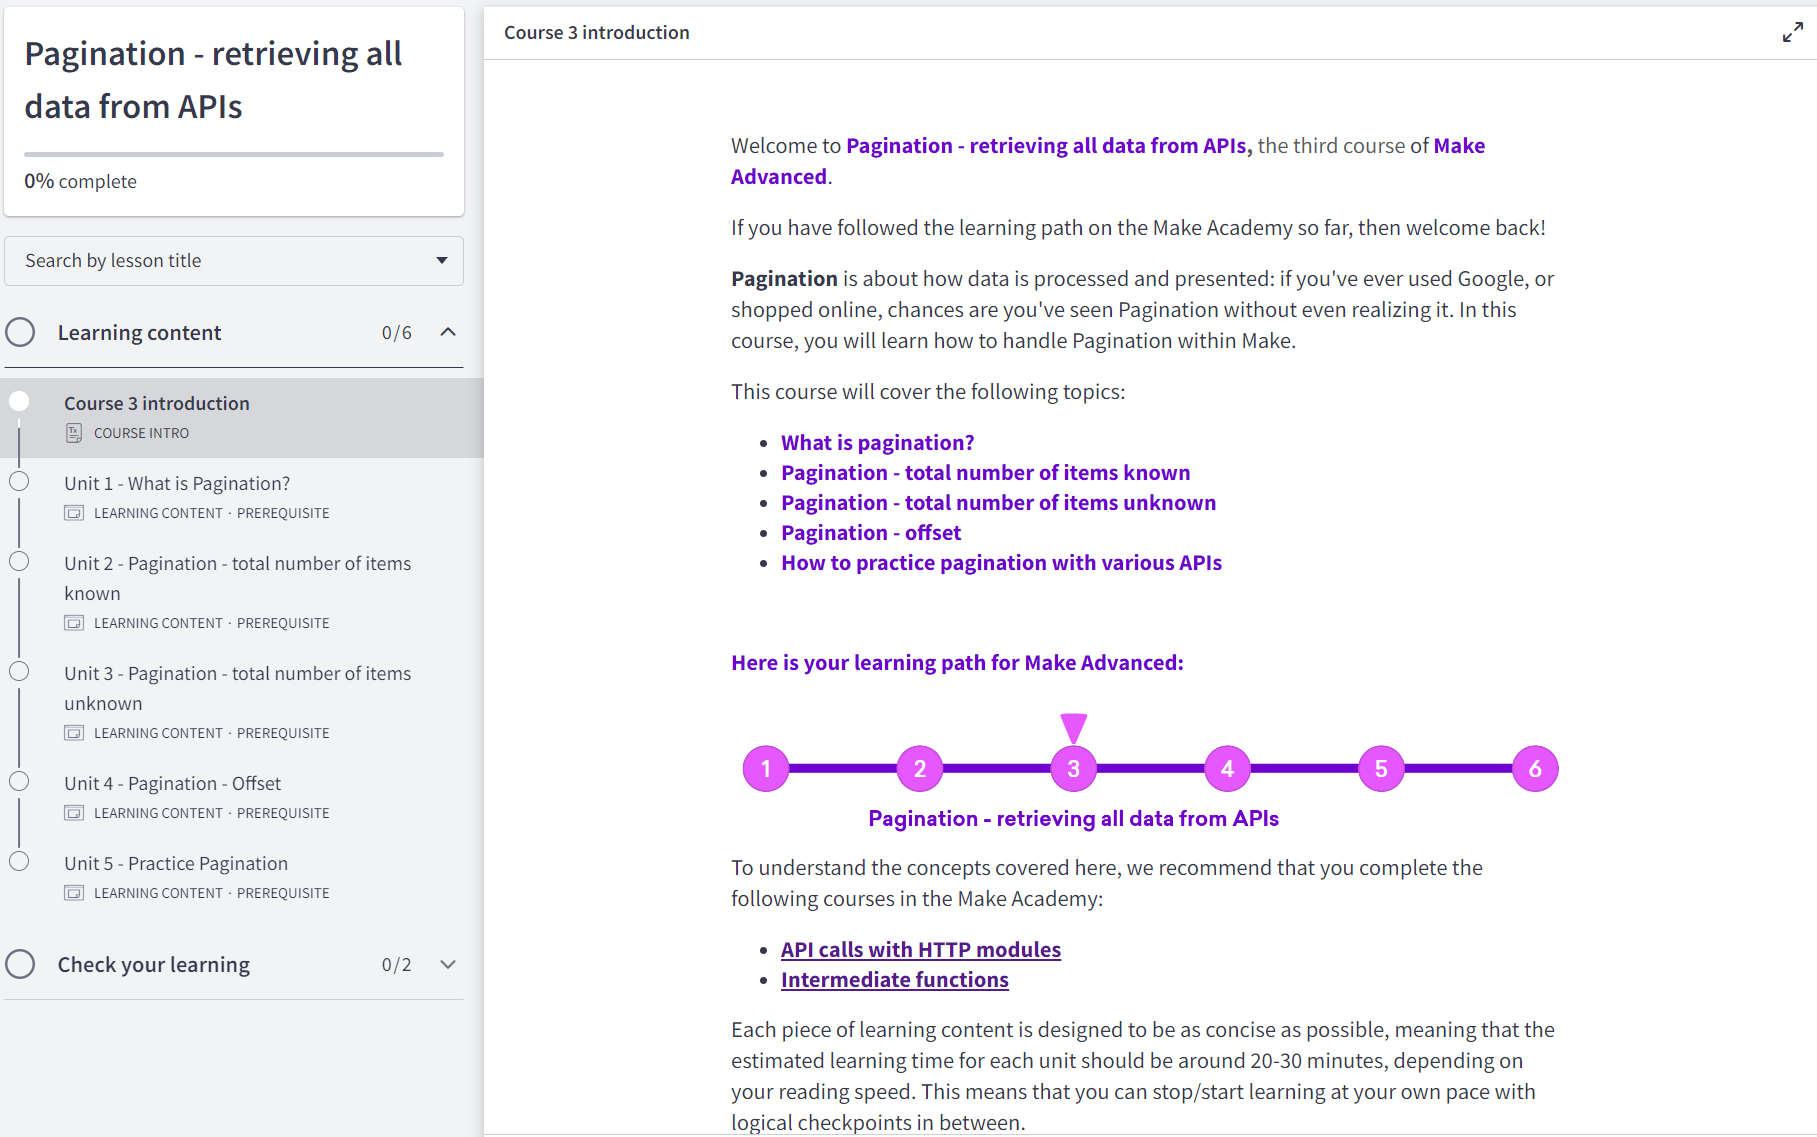 Pagination - retrieving all
data from APIs
0% complete
Search by lesson title
Learning content 0/6
Course 3 introduction
COURSE INTRO
Unit 1 - What is Pagination?
LEARNING CONTENT · PREREQUISITE
Unit 2 - Pagination - total number of items
known
LEARNING CONTENT · PREREQUISITE
Unit 3 - Pagination - total number of items
unknown
LEARNING CONTENT · PREREQUISITE
Unit 4 - Pagination - Offset
LEARNING CONTENT · PREREQUISITE
Unit 5 - Practice Pagination
LEARNING CONTENT · PREREQUISITE
Check your learning 0/2
Course 3 introduction
Welcome to Pagination - retrieving all data from APIs, the third course of Make
Advanced.
If you have followed the learning path on the Make Academy so far, then welcome back!
Pagination is about how data is processed and presented: if you've ever used Google, or
shopped online, chances are you've seen Pagination without even realizing it. In this
course, you will learn how to handle Pagination within Make.
This course will cover the following topics:
• What is pagination?
• Pagination - total number of items known
• Pagination - total number of items unknown
• Pagination - offset
• How to practice pagination with various APIs
Here is your learning path for Make Advanced:
1 2 3 4 5 6
Pagination - retrieving all data from APIs
To understand the concepts covered here, we recommend that you complete the
following courses in the Make Academy:
• API calls with HTTP modules
• Intermediate functions
Each piece of learning content is designed to be as concise as possible, meaning that the
estimated learning time for each unit should be around 20-30 minutes, depending on
your reading speed. This means that you can stop/start learning at your own pace with
logical checkpoints in between.